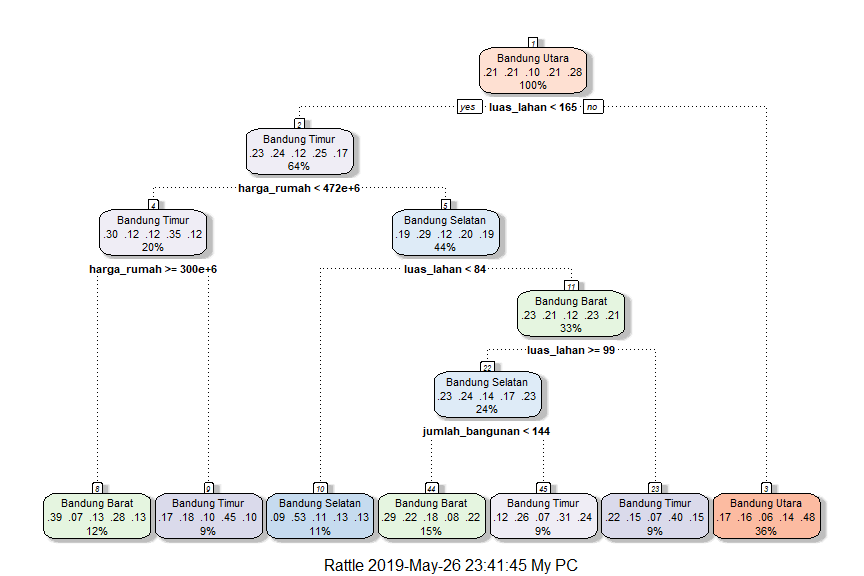 1
Bandung Utara
.21 .21 .10 .21 .28
100%
yes luas_lahan < 165 no
2
Bandung Timur
.23 .24 .12 .25 .17
64%
harga_rumah < 472e+6
4
Bandung Timur
.30 .12 .12 .35 .12
20%
5
Bandung Selatan
.19 .29 .12 .20 .19
44%
harga_rumah >= 300e+6
luas_lahan < 84
11
Bandung Barat
.23 .21 .12 .23 .21
33%
luas_lahan >= 99
22
Bandung Selatan
.23 .24 .14 .17 .23
24%
jumlah_bangunan < 144
8
Bandung Barat
.39 .07 .13 .28 .13
12%
9
Bandung Timur
.17 .18 .10 .45 .10
9%
10
Bandung Selatan
.09 .53 .11 .13 .13
11%
44
Bandung Barat
.29 .22 .18 .08 .22
15%
45
Bandung Timur
.12 .26 .07 .31 .24
9%
23
Bandung Timur
.22 .15 .07 .40 .15
9%
3
Bandung Utara
.17 .16 .06 .14 .48
36%
Rattle 2019-May-26 23:41:45 My PC